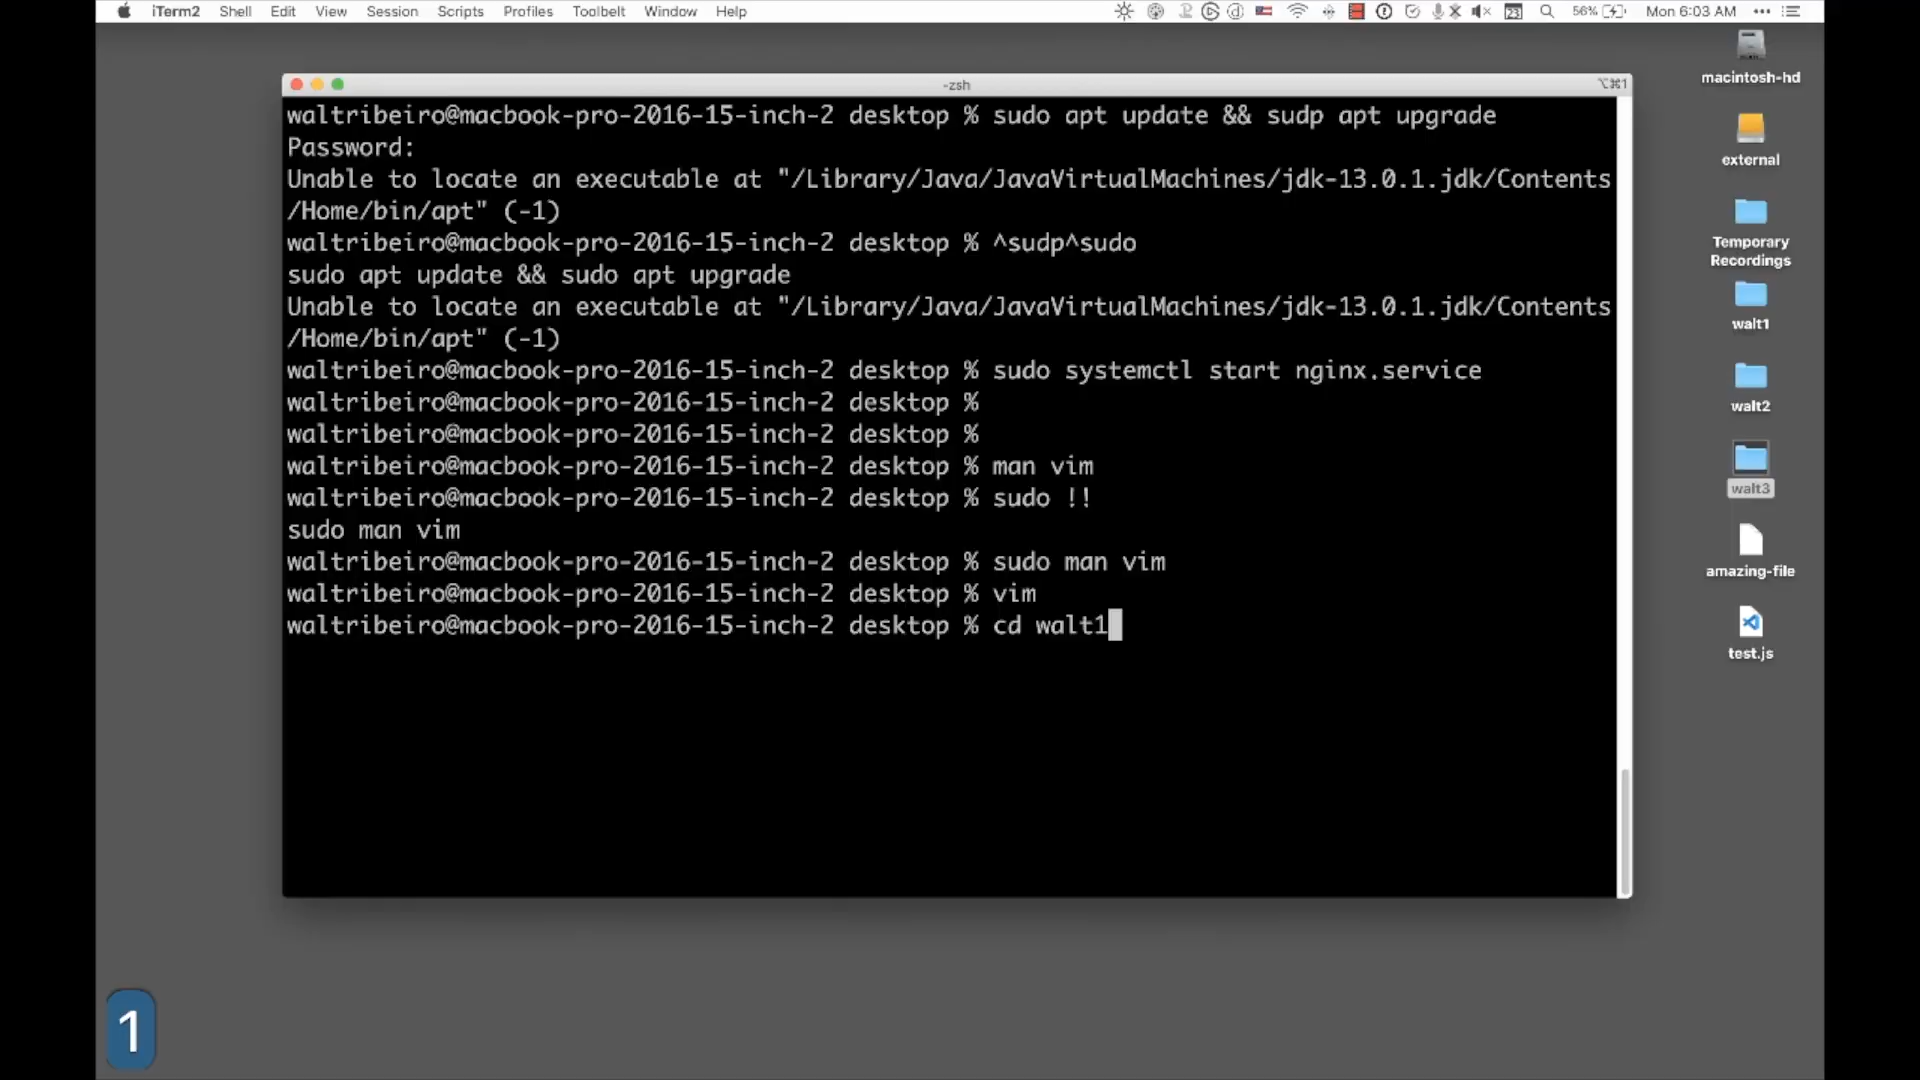 iTerm2 Shell Edit View Session Scripts Profiles Toolbelt Window Help 23 56% Mon 6:03 AM
-zsh ⌥⌘1
waltribeiro@macbook-pro-2016-15-inch-2 desktop % sudo apt update && sudp apt upgrade
Password:
Unable to locate an executable at "/Library/Java/JavaVirtualMachines/jdk-13.0.1.jdk/Contents
/Home/bin/apt" (-1)
waltribeiro@macbook-pro-2016-15-inch-2 desktop % ^sudp^sudo
sudo apt update && sudo apt upgrade
Unable to locate an executable at "/Library/Java/JavaVirtualMachines/jdk-13.0.1.jdk/Contents
/Home/bin/apt" (-1)
waltribeiro@macbook-pro-2016-15-inch-2 desktop % sudo systemctl start nginx.service
waltribeiro@macbook-pro-2016-15-inch-2 desktop %
waltribeiro@macbook-pro-2016-15-inch-2 desktop %
waltribeiro@macbook-pro-2016-15-inch-2 desktop % man vim
waltribeiro@macbook-pro-2016-15-inch-2 desktop % sudo !!
sudo man vim
waltribeiro@macbook-pro-2016-15-inch-2 desktop % sudo man vim
waltribeiro@macbook-pro-2016-15-inch-2 desktop % vim
waltribeiro@macbook-pro-2016-15-inch-2 desktop % cd walt1
macintosh-hd
external
Temporary
Recordings
walt1
walt2
walt3
amazing-file
test.js
1